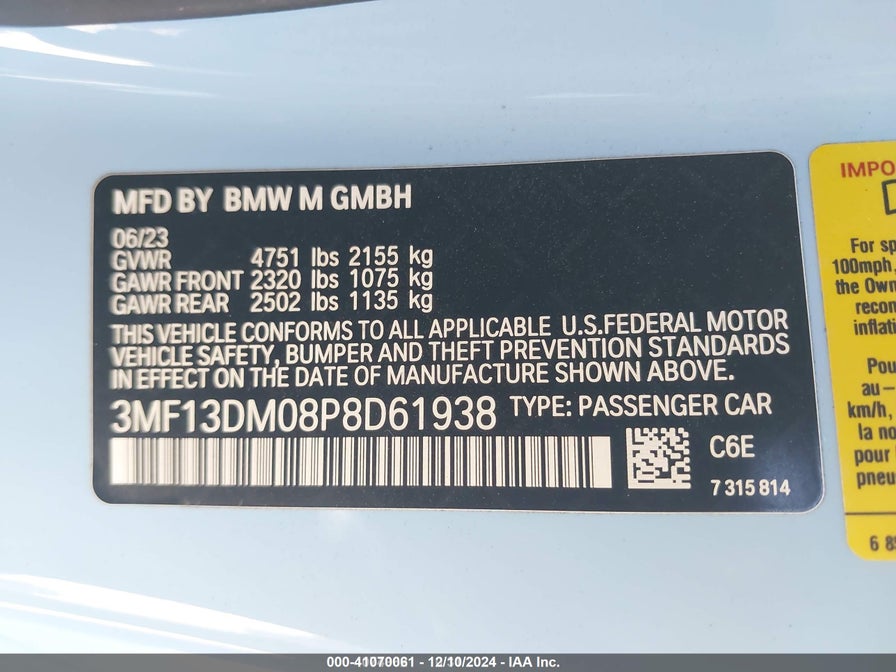 MFD BY BMW M GMBH
06/23
GVWR 4751 lbs 2155 kg
GAWR FRONT 2320 lbs 1075 kg
GAWR REAR 2502 lbs 1135 kg
THIS VEHICLE CONFORMS TO ALL APPLICABLE U.S.FEDERAL MOTOR
VEHICLE SAFETY, BUMPER AND THEFT PREVENTION STANDARDS
IN EFFECT ON THE DATE OF MANUFACTURE SHOWN ABOVE.
3MF13DM08P8D61938 TYPE: PASSENGER CAR
C6E
7 315 814
IMPO
For sp
100mph,
the Own
recon
inflati
Pou
au –
km/h,
la no
pour
pneu
6 8
000-41070061 - 12/10/2024 - IAA Inc.